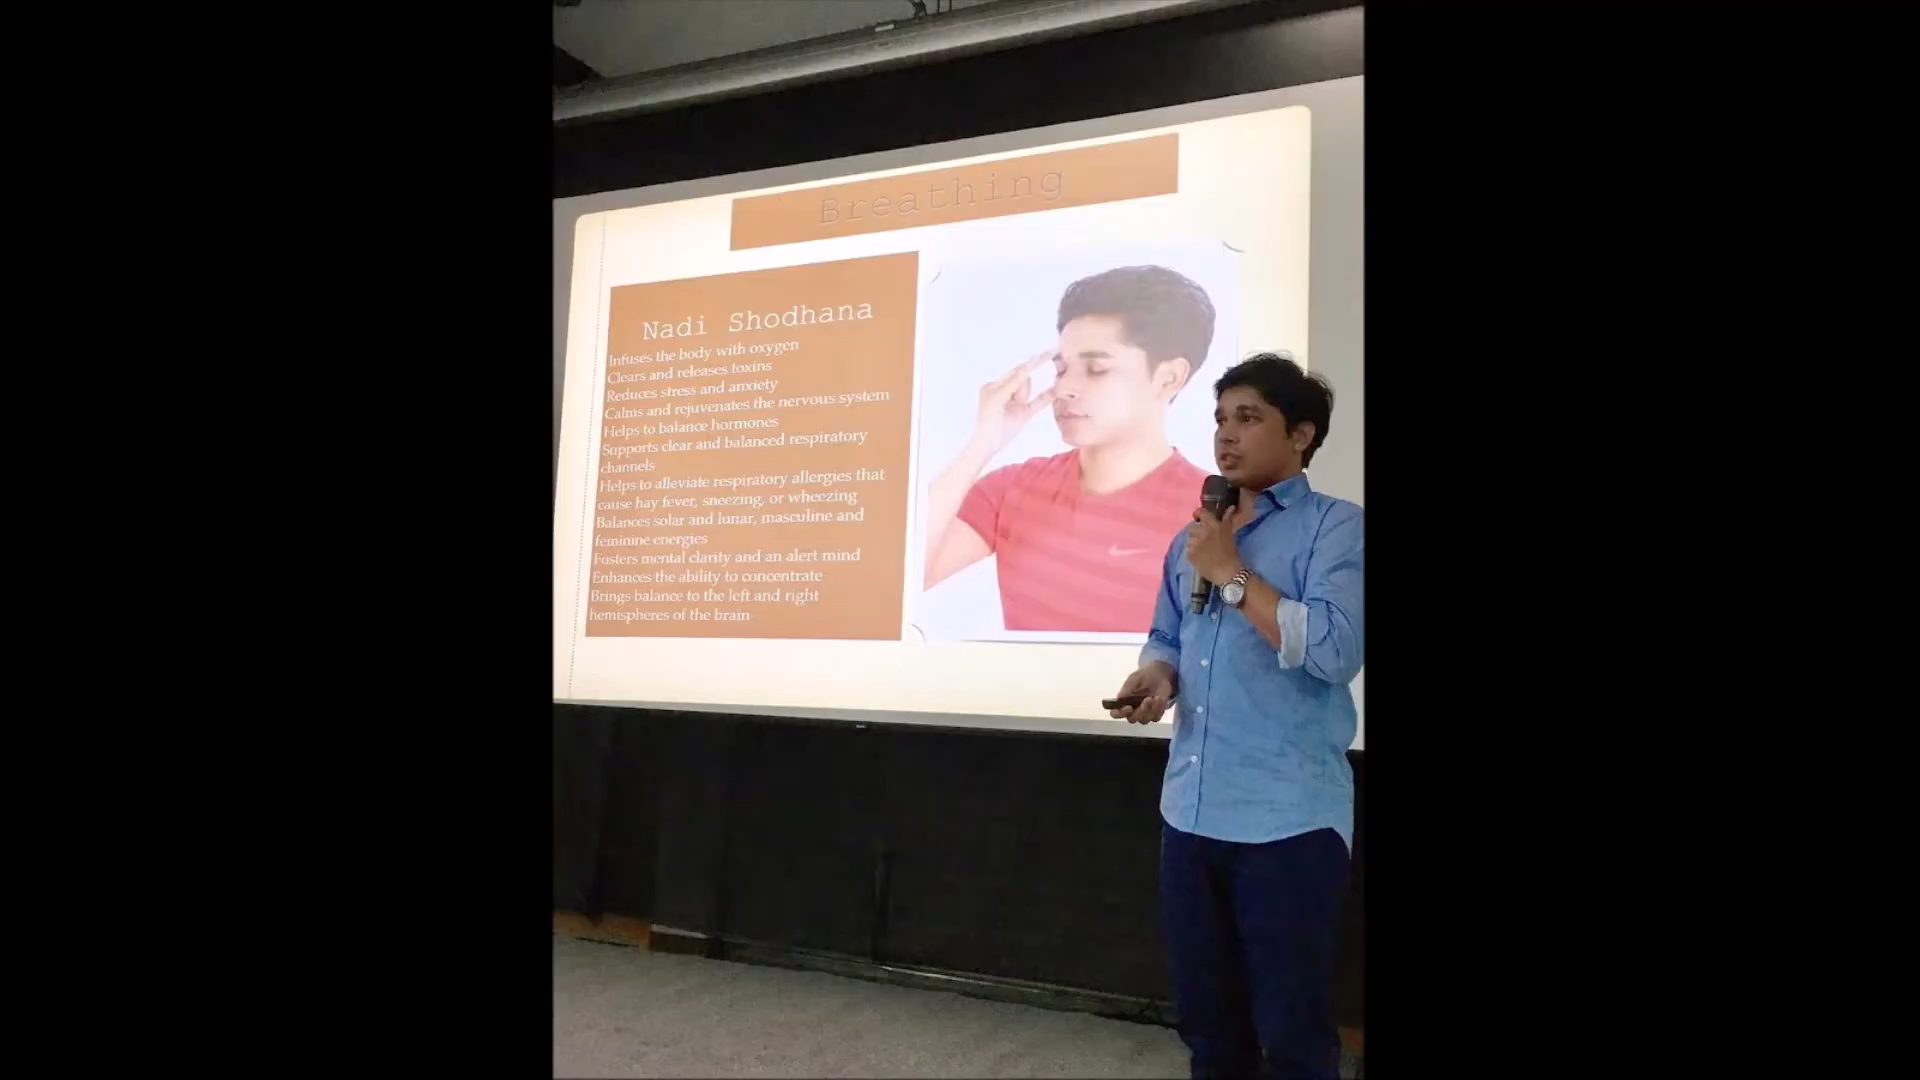 Breathing
Nadi Shodhana
Infuses the body with oxygen
Clears and releases toxins
Reduces stress and anxiety
Calms and rejuvenates the nervous system
Helps to balance hormones
Supports clear and balanced respiratory
channels
Helps to alleviate respiratory allergies that
cause hay fever, sneezing, or wheezing
Balances solar and lunar, masculine and
feminine energies
Fosters mental clarity and an alert mind
Enhances the ability to concentrate
Brings balance to the left and right
hemispheres of the brain